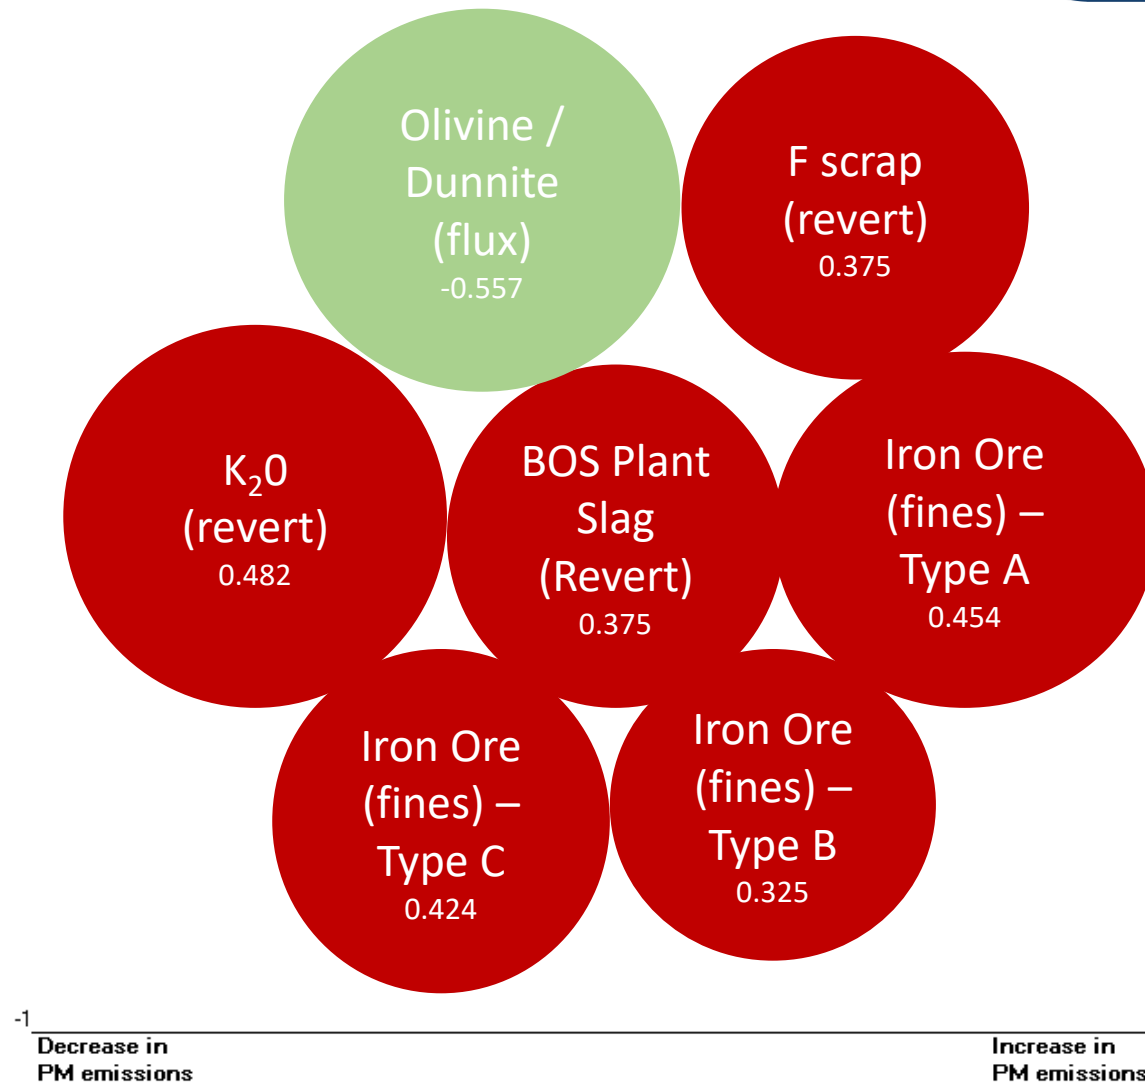 Olivine /
Dunnite
(flux)
-0.557
F scrap
(revert)
0.375
K₂0
(revert)
0.482
BOS Plant
Slag
(Revert)
0.375
Iron Ore
(fines) –
Type A
0.454
Iron Ore
(fines) –
Type C
0.424
Iron Ore
(fines) –
Type B
0.325
-1
Decrease in
PM emissions
Increase in
PM emissions